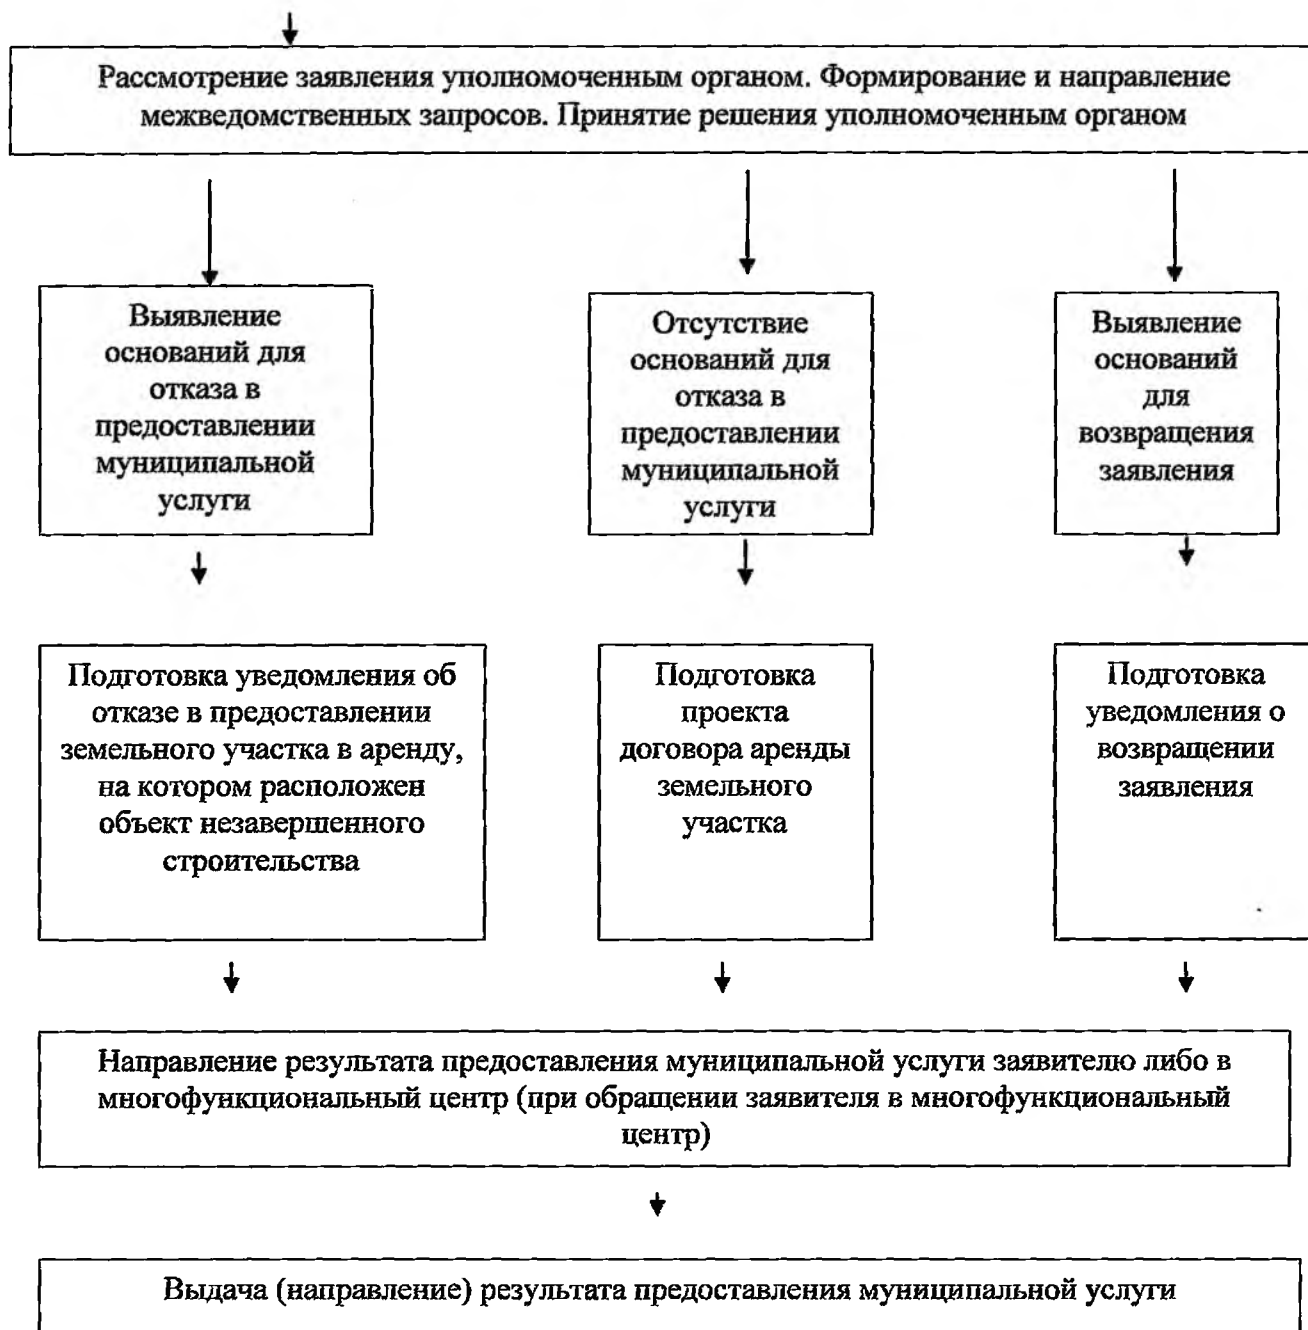 Рассмотрение заявления уполномоченным органом. Формирование и направление
межведомственных запросов. Принятие решения уполномоченным органом
Выявление
оснований для
отказа в
предоставлении
муниципальной
услуги
Отсутствие
оснований для
отказа в
предоставлении
муниципальной
услуги
Выявление
оснований
для
возвращения
заявления
Подготовка уведомления об
отказе в предоставлении
земельного участка в аренду,
на котором расположен
объект незавершенного
строительства
Подготовка
проекта
договора аренды
земельного
участка
Подготовка
уведомления о
возвращении
заявления
Направление результата предоставления муниципальной услуги заявителю либо в
многофункциональный центр (при обращении заявителя в многофункциональный
центр)
Выдача (направление) результата предоставления муниципальной услуги